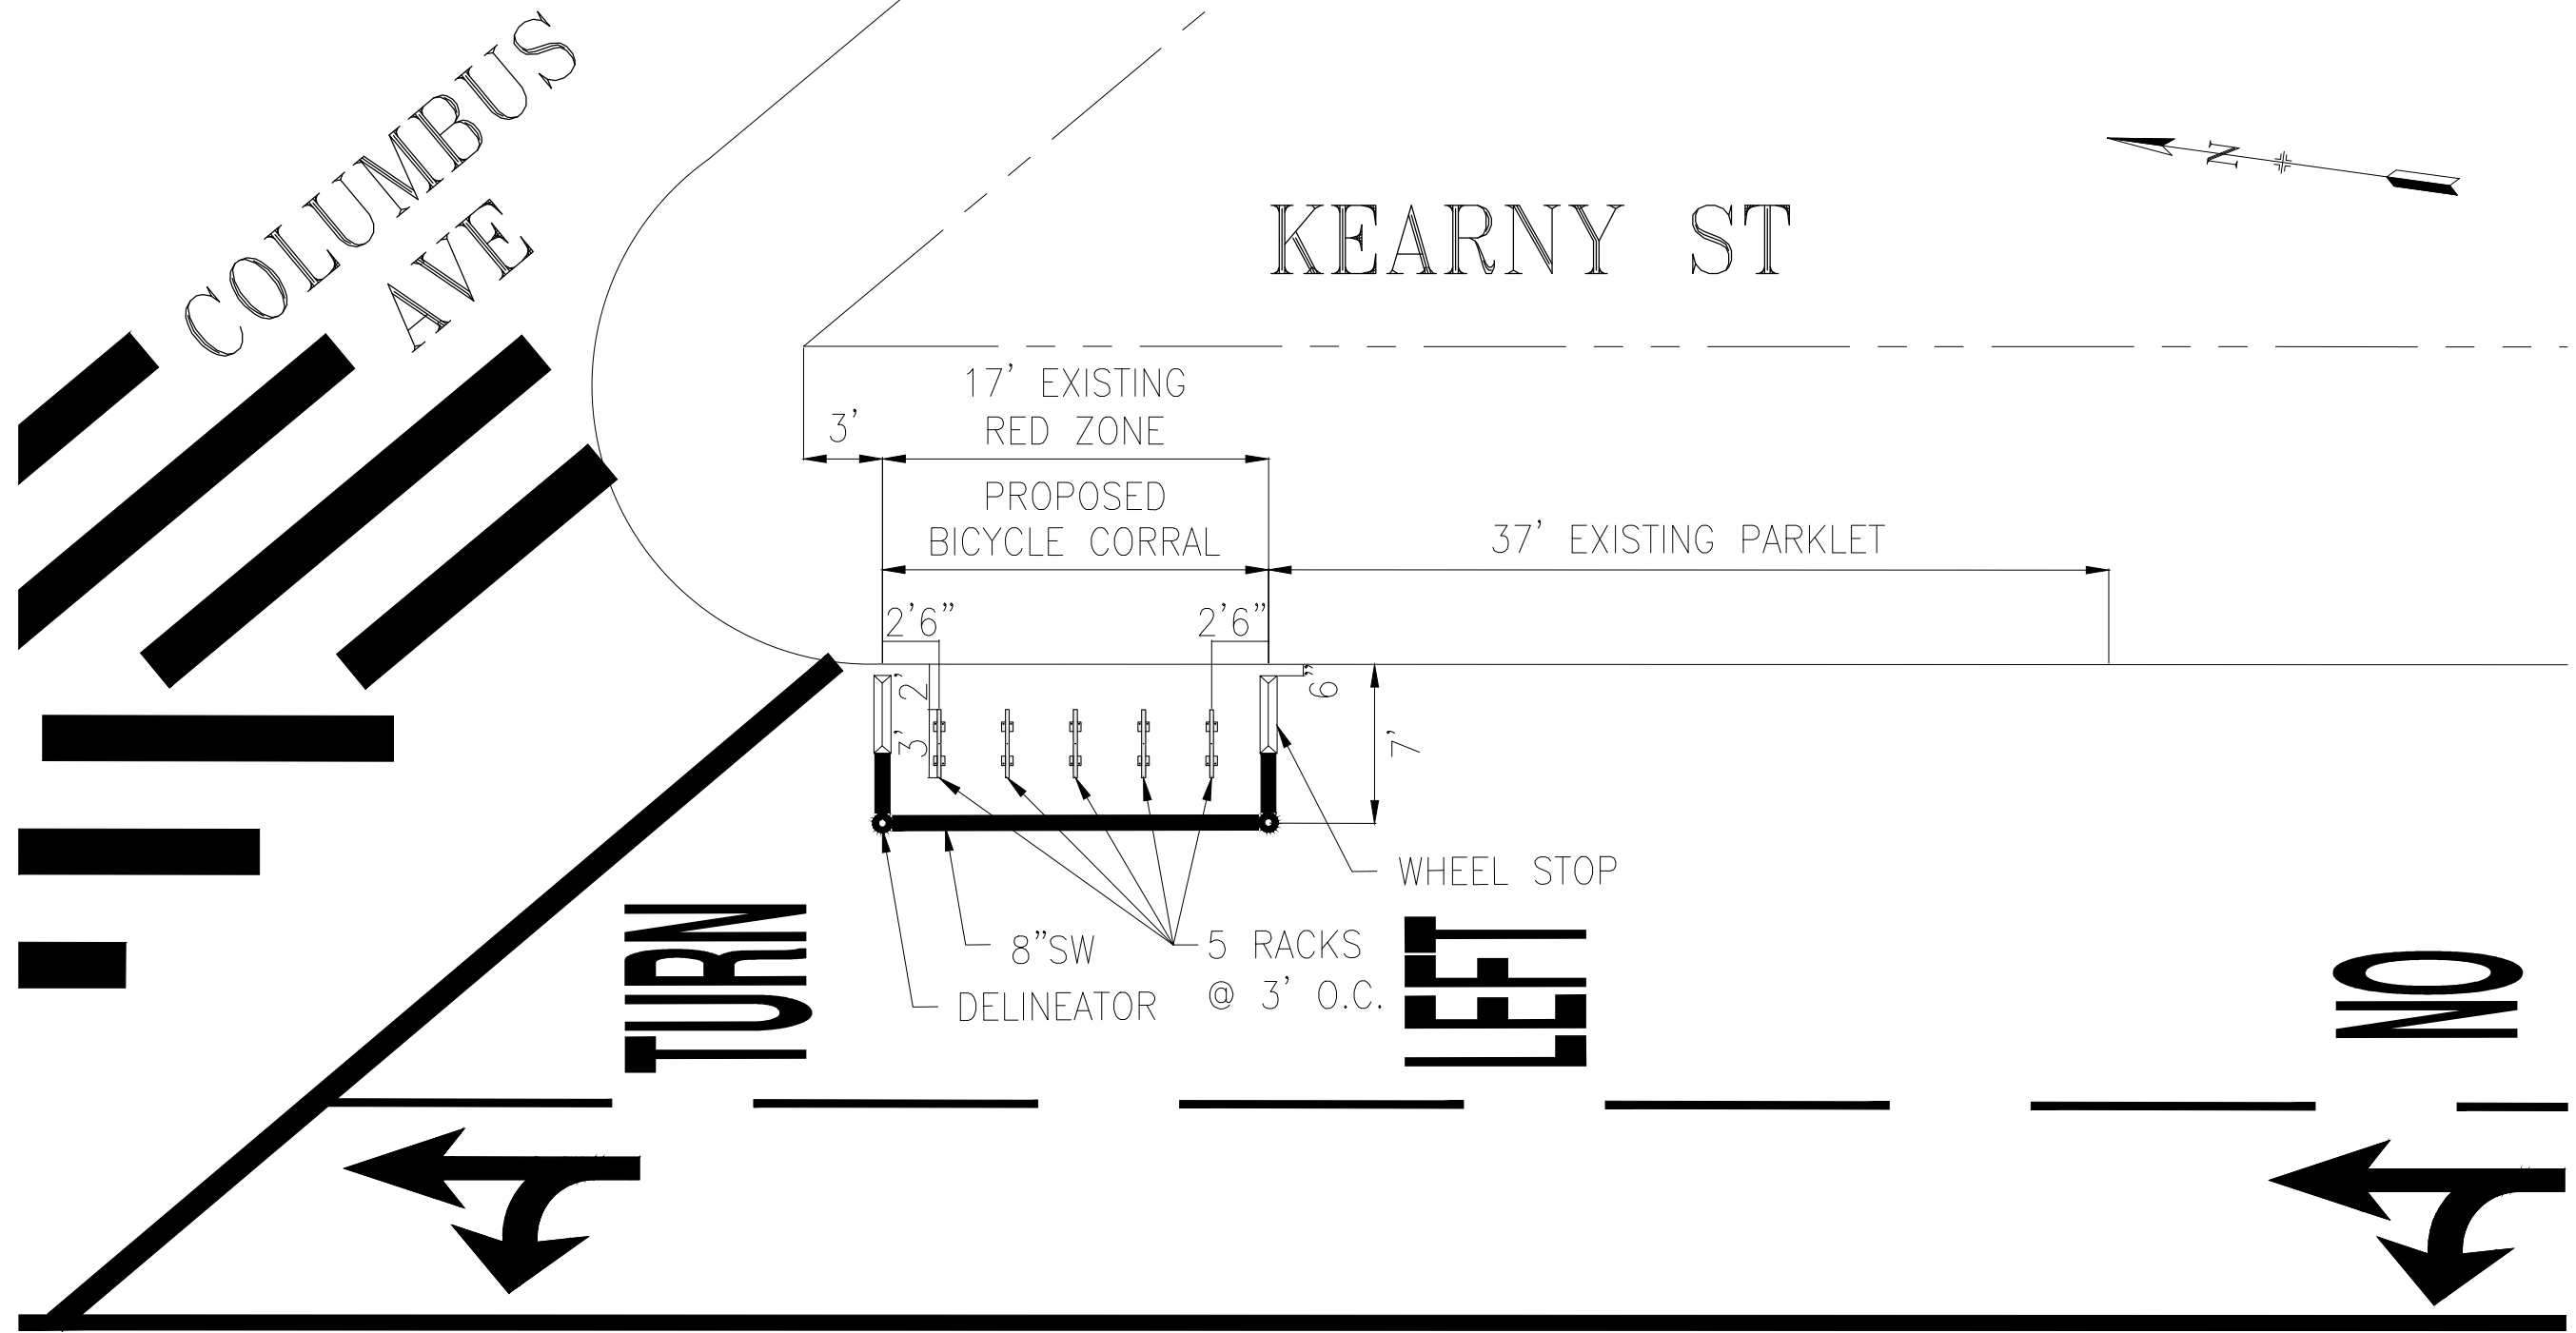 COLUMBUS
AVE
N
KEARNY ST
17' EXISTING
RED ZONE
3'
PROPOSED
BICYCLE CORRAL
37' EXISTING PARKLET
2'6"
2'6"
2'
3'
6"
7'
WHEEL STOP
8"SW
DELINEATOR
5 RACKS
@ 3' O.C.
TURN
LEFT
NO